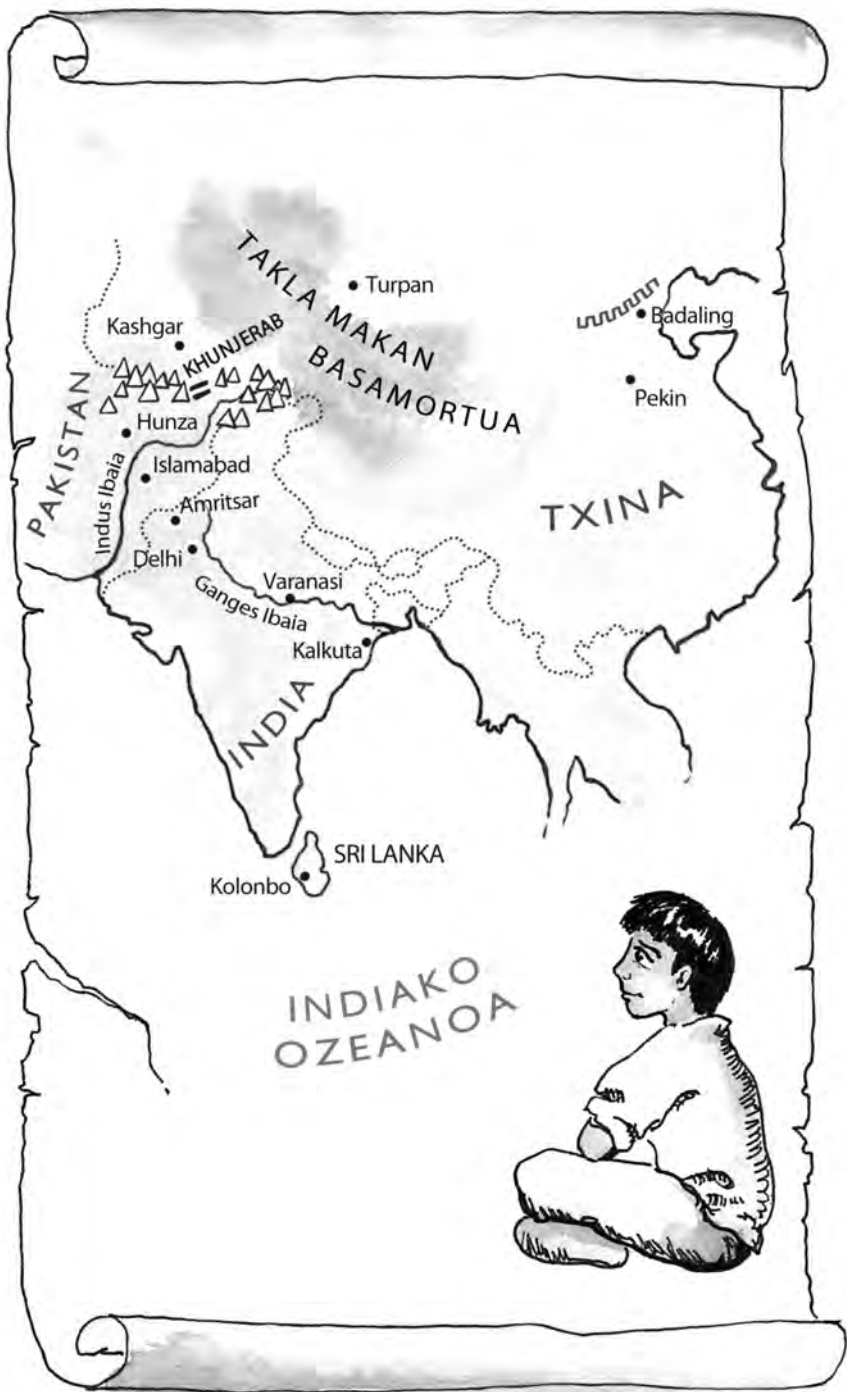 TAKLA MAKAN
BASAMORTUA
Turpan
Badaling
Kashgar
KHUNJERAB
Pekin
PAKISTAN
Hunza
Indus Ibaia
Islamabad
TXINA
Amritsar
Delhi
Varanasi
Ganges Ibaia
Kalkuta
INDIA
SRI LANKA
Kolonbo
INDIAKO
OZEANOA